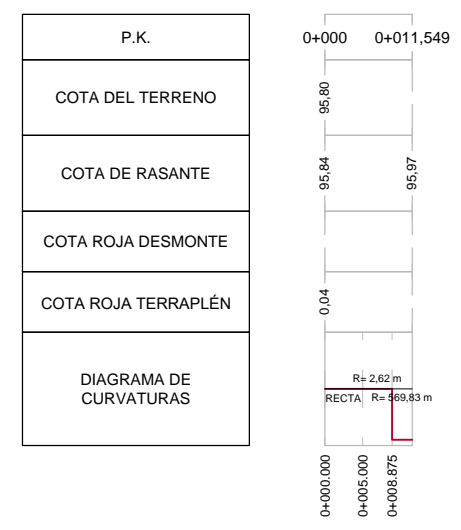 P.K.
0+000 0+011,549
COTA DEL TERRENO
95,80
COTA DE RASANTE
95,84 95,97
COTA ROJA DESMONTE
COTA ROJA TERRAPLÉN
0,04
DIAGRAMA DE
CURVATURAS
R= 2,62 m
RECTA R= 569,83 m
0+000.000
0+005.000
0+008.875